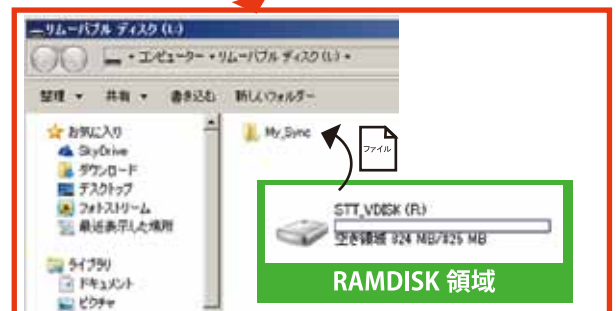 リムーバブル ディスク (L:)
コンピューター リムーバブル ディスク (L:)
整理 共有 書き込む 新しいフォルダー
お気に入り
SkyDrive
ダウンロード
デスクトップ
フォトストリーム
最近表示した場所
ライブラリ
ドキュメント
ピクチャ
My_Sync
ファイル
STT_VDISK (R:)
空き領域 824 MB/825 MB
RAMDISK 領域